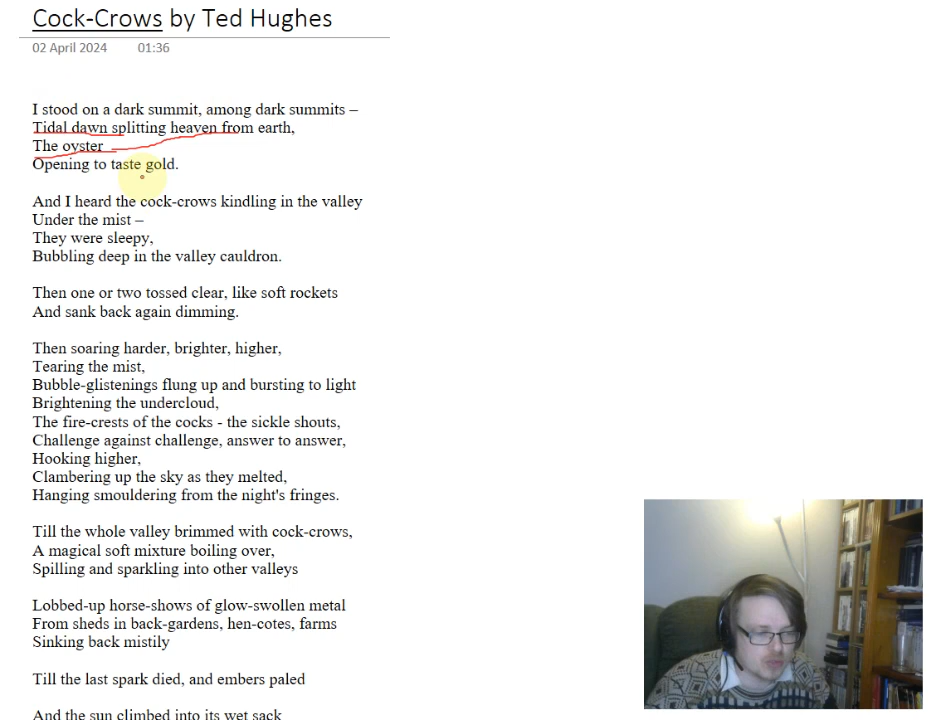 Cock-Crows by Ted Hughes
02 April 2024 01:36
I stood on a dark summit, among dark summits –
Tidal dawn splitting heaven from earth,
The oyster
Opening to taste gold.
And I heard the cock-crows kindling in the valley
Under the mist –
They were sleepy,
Bubbling deep in the valley cauldron.
Then one or two tossed clear, like soft rockets
And sank back again dimming.
Then soaring harder, brighter, higher,
Tearing the mist,
Bubble-glistenings flung up and bursting to light
Brightening the undercloud,
The fire-crests of the cocks - the sickle shouts,
Challenge against challenge, answer to answer,
Hooking higher,
Clambering up the sky as they melted,
Hanging smouldering from the night's fringes.
Till the whole valley brimmed with cock-crows,
A magical soft mixture boiling over,
Spilling and sparkling into other valleys
Lobbed-up horse-shows of glow-swollen metal
From sheds in back-gardens, hen-cotes, farms
Sinking back mistily
Till the last spark died, and embers paled
And the sun climbed into its wet sack